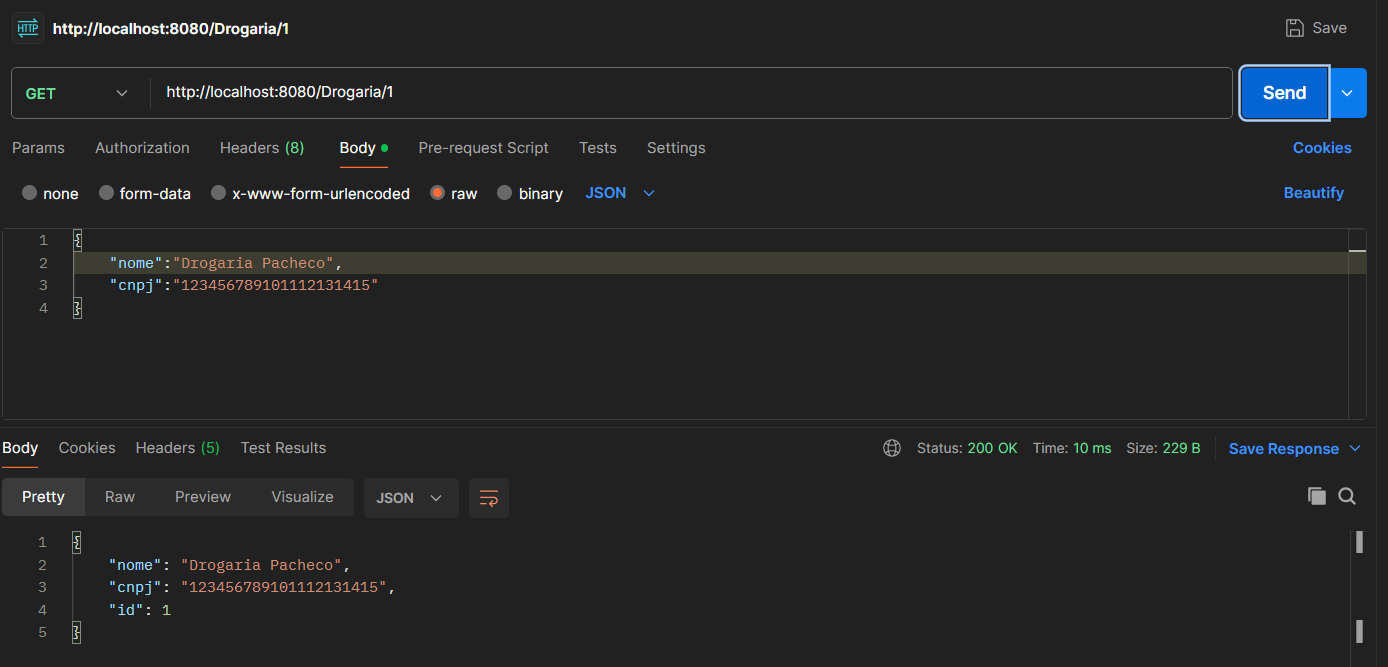 HTTP http://localhost:8080/Drogaria/1 Save
GET http://localhost:8080/Drogaria/1 Send
Params Authorization Headers (8) Body Pre-request Script Tests Settings Cookies
none form-data x-www-form-urlencoded raw binary JSON Beautify
1 {
2 "nome":"Drogaria Pacheco",
3 "cnpj":"123456789101112131415"
4 }
Body Cookies Headers (5) Test Results Status: 200 OK Time: 10 ms Size: 229 B Save Response
Pretty Raw Preview Visualize JSON
1 {
2 "nome": "Drogaria Pacheco",
3 "cnpj": "123456789101112131415",
4 "id": 1
5 }